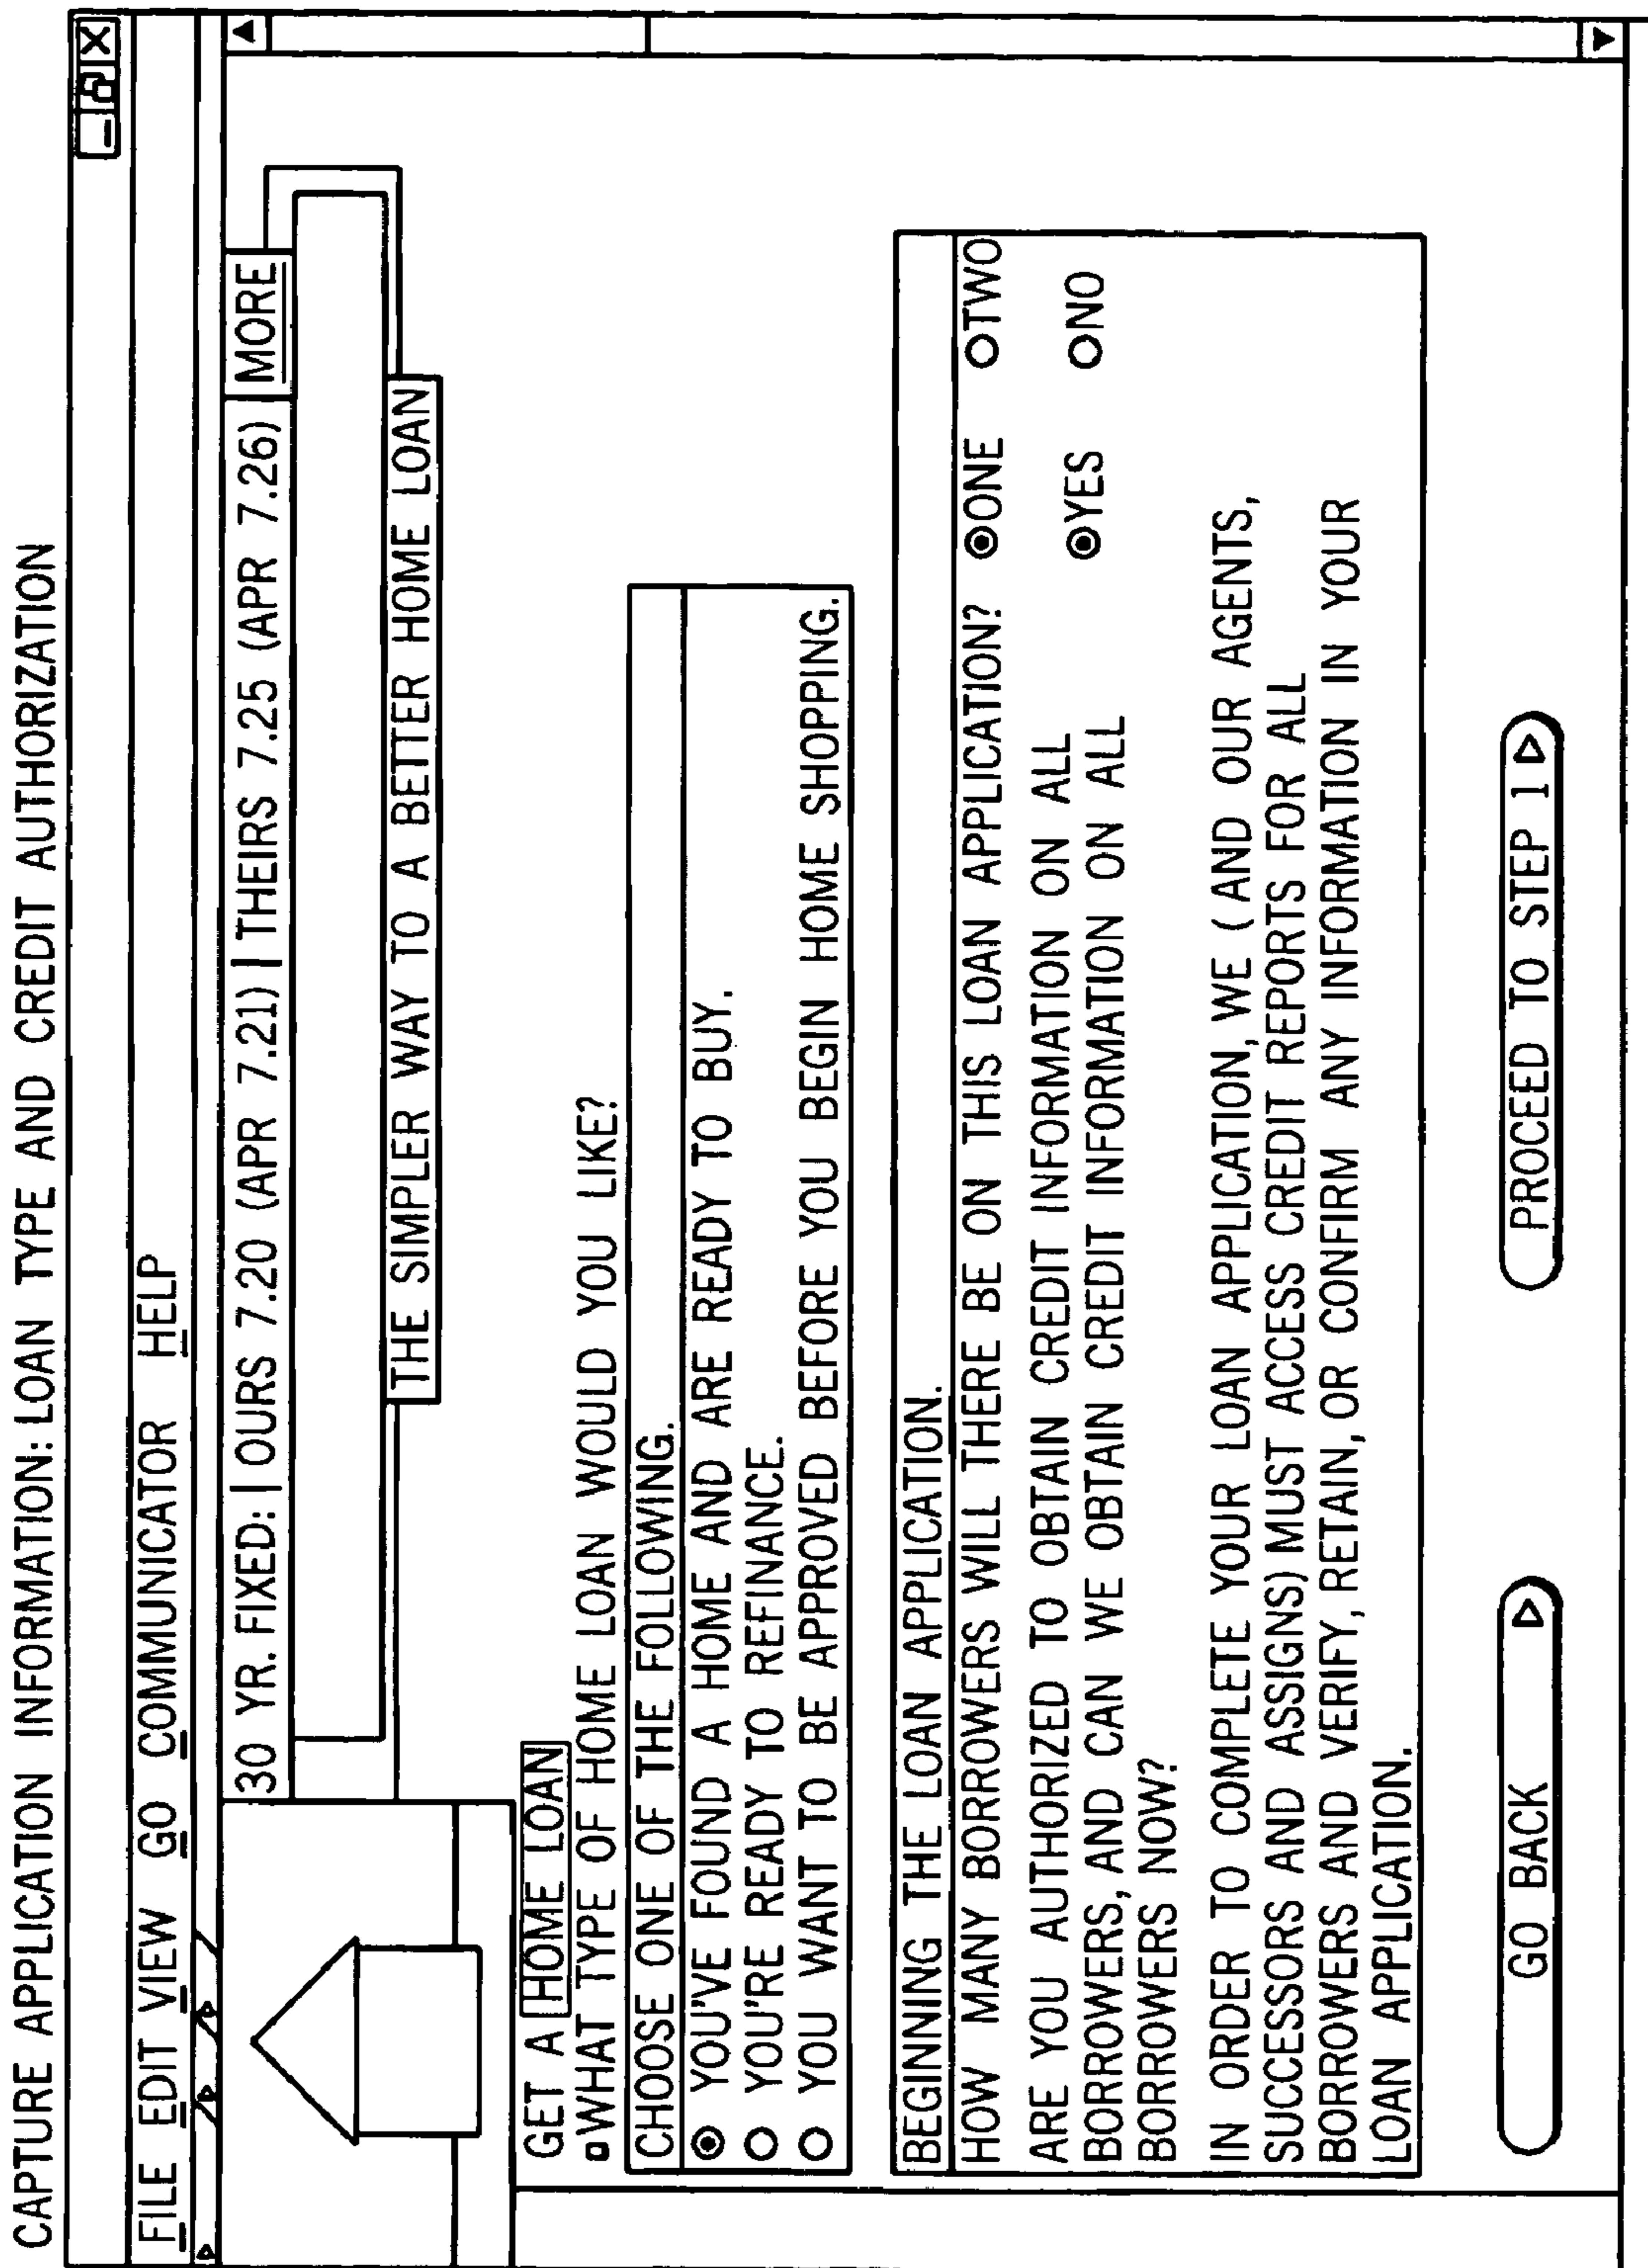 CAPTURE APPLICATION INFORMATION: LOAN TYPE AND CREDIT AUTHORIZATION
FILE EDIT VIEW GO COMMUNICATOR HELP
30 YR. FIXED: | OURS 7.20 (APR 7.21) | THEIRS 7.25 (APR 7.26) | MORE
THE SIMPLER WAY TO A BETTER HOME LOAN
GET A HOME LOAN
WHAT TYPE OF HOME LOAN WOULD YOU LIKE?
CHOOSE ONE OF THE FOLLOWING.
YOU'VE FOUND A HOME AND ARE READY TO BUY.
YOU'RE READY TO REFINANCE.
YOU WANT TO BE APPROVED BEFORE YOU BEGIN HOME SHOPPING.
BEGINNING THE LOAN APPLICATION.
HOW MANY BORROWERS WILL THERE BE ON THIS LOAN APPLICATION? ONE TWO
ARE YOU AUTHORIZED TO OBTAIN CREDIT INFORMATION ON ALL
BORROWERS, AND CAN WE OBTAIN CREDIT INFORMATION ON ALL YES NO
BORROWERS NOW?
IN ORDER TO COMPLETE YOUR LOAN APPLICATION, WE (AND OUR AGENTS,
SUCCESSORS AND ASSIGNS) MUST ACCESS CREDIT REPORTS FOR ALL
BORROWERS AND VERIFY, RETAIN, OR CONFIRM ANY INFORMATION IN YOUR
LOAN APPLICATION.
GO BACK PROCEED TO STEP 1